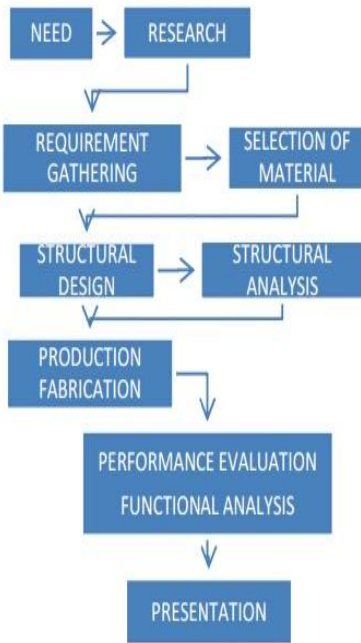 NEED
RESEARCH
REQUIREMENT
GATHERING
SELECTION OF
MATERIAL
STRUCTURAL
DESIGN
STRUCTURAL
ANALYSIS
PRODUCTION
FABRICATION
PERFORMANCE EVALUATION
FUNCTIONAL ANALYSIS
PRESENTATION